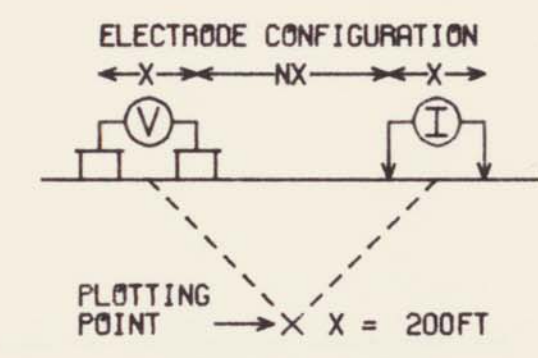 ELECTRODE CONFIGURATION
X NX X
V I
PLOTTING
POINT X X = 200FT